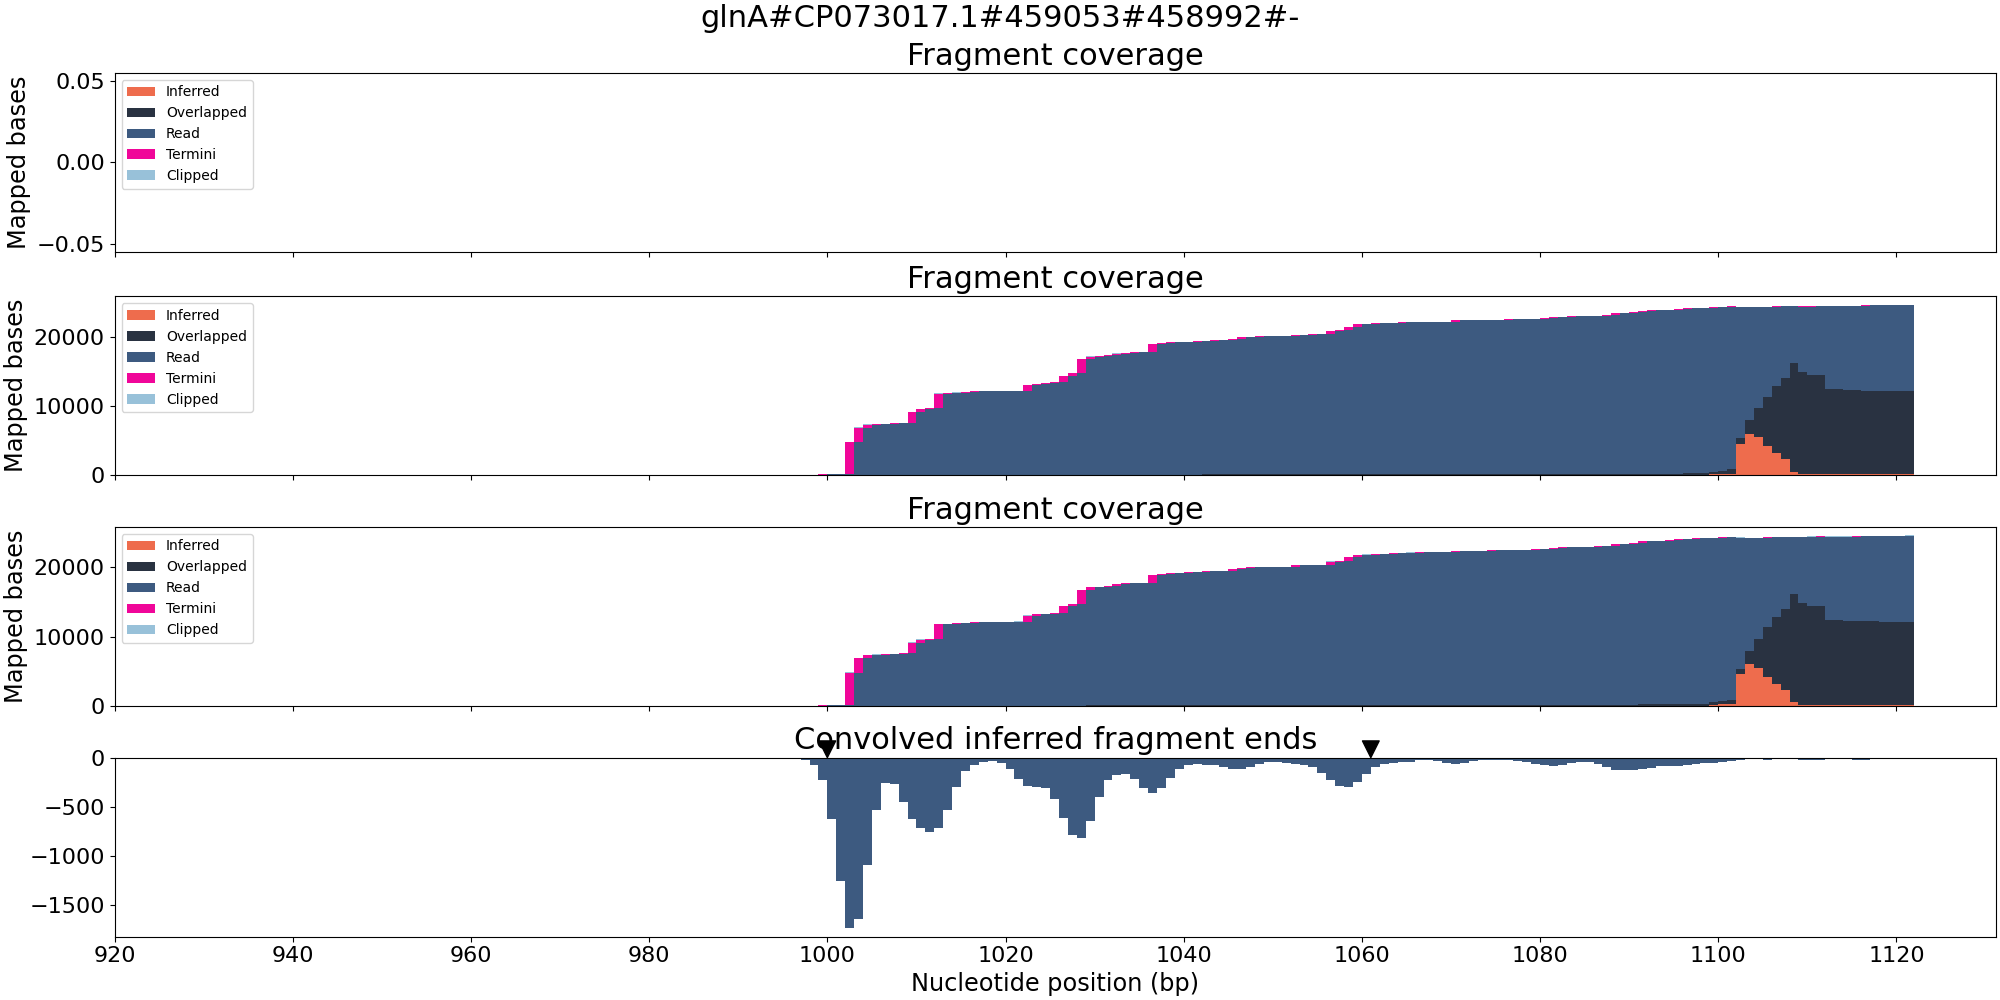 glnA#CP073017.1#459053#458992#-
Fragment coverage
Mapped bases
0.05
0.00
−0.05
Inferred
Overlapped
Read
Termini
Clipped
Fragment coverage
Mapped bases
20000
10000
0
Inferred
Overlapped
Read
Termini
Clipped
Fragment coverage
Mapped bases
20000
10000
0
Inferred
Overlapped
Read
Termini
Clipped
Convolved inferred fragment ends
0
−500
−1000
−1500
920 940 960 980 1000 1020 1040 1060 1080 1100 1120
Nucleotide position (bp)